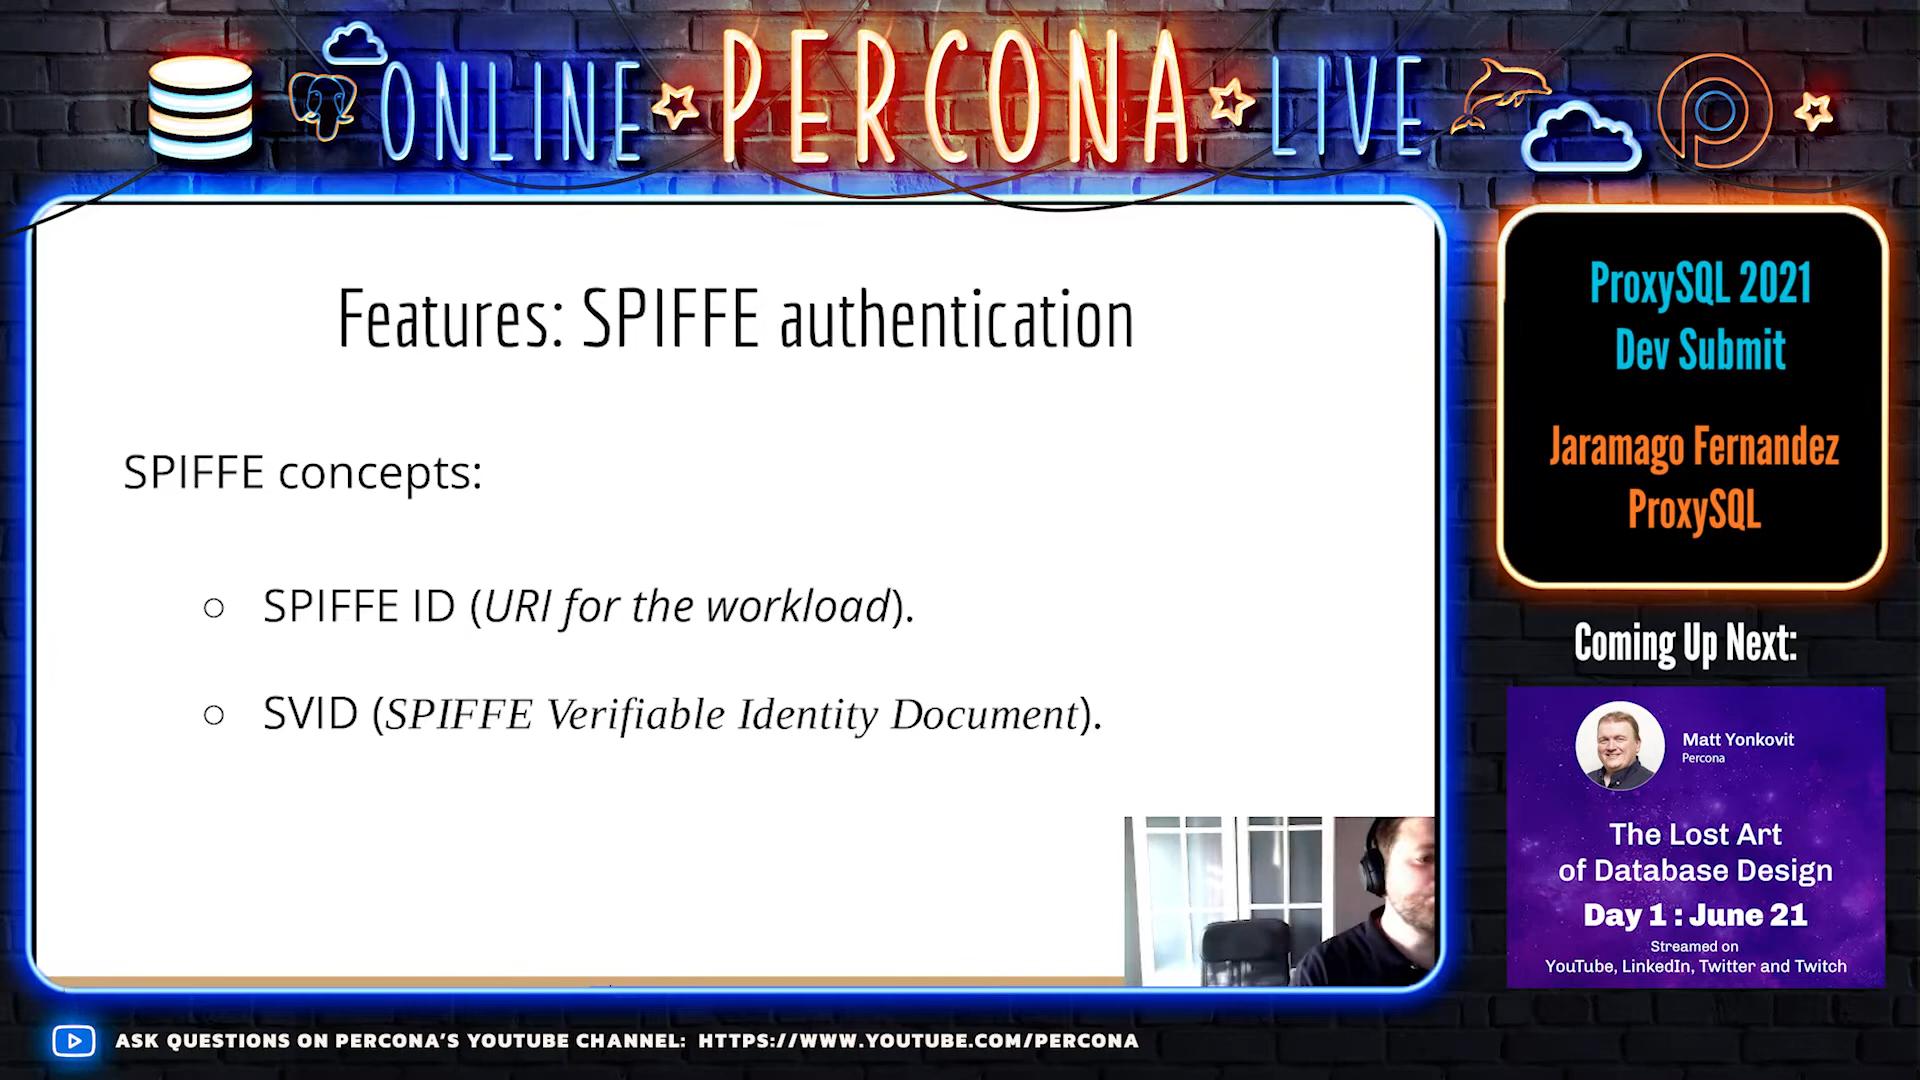 ONLINE PERCONA LIVE
Features: SPIFFE authentication
SPIFFE concepts:
○ SPIFFE ID (URI for the workload).
○ SVID (SPIFFE Verifiable Identity Document).
ProxySQL 2021
Dev Submit
Jaramago Fernandez
ProxySQL
Coming Up Next:
Matt Yonkovit
Percona
The Lost Art
of Database Design
Day 1 : June 21
Streamed on
YouTube, LinkedIn, Twitter and Twitch
ASK QUESTIONS ON PERCONA'S YOUTUBE CHANNEL: HTTPS://WWW.YOUTUBE.COM/PERCONA